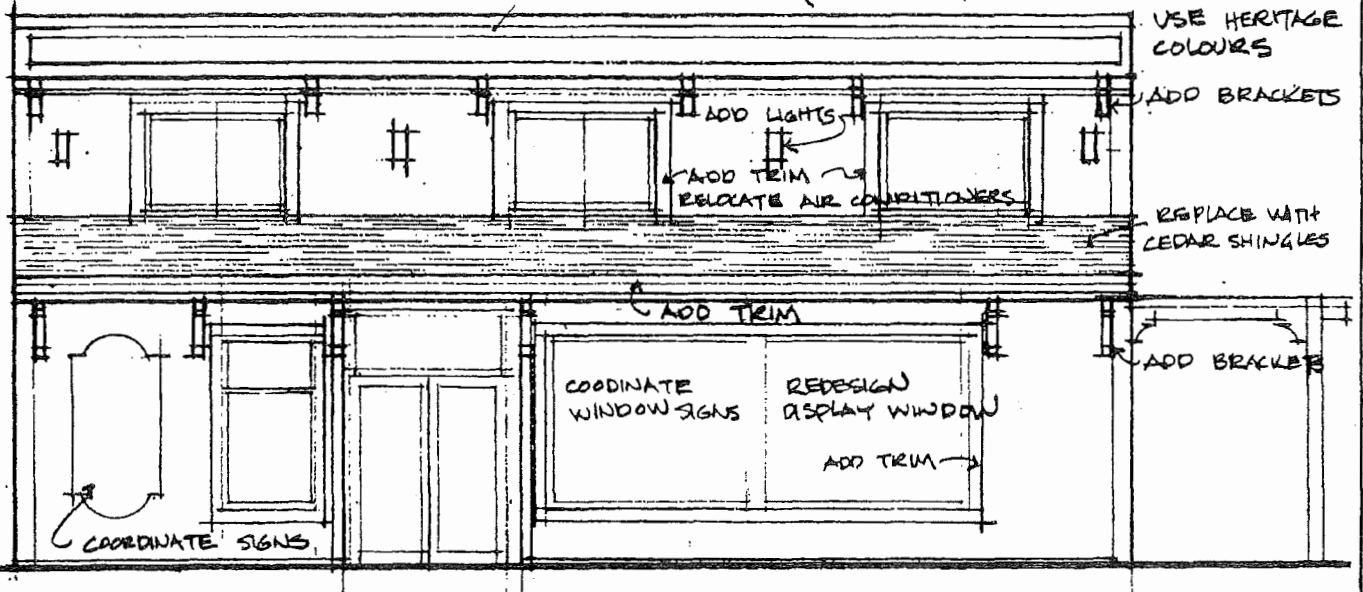 USE HERITAGE
COLOURS
ADD BRACKETS
ADD LIGHTS
ADD TRIM
RELOCATE AIR CONDITIONERS
REPLACE WITH
CEDAR SHINGLES
ADD TRIM
ADD BRACKETS
COODINATE
WINDOW SIGNS
REDESIGN
DISPLAY WINDOW
ADD TRIM
COORDINATE SIGNS